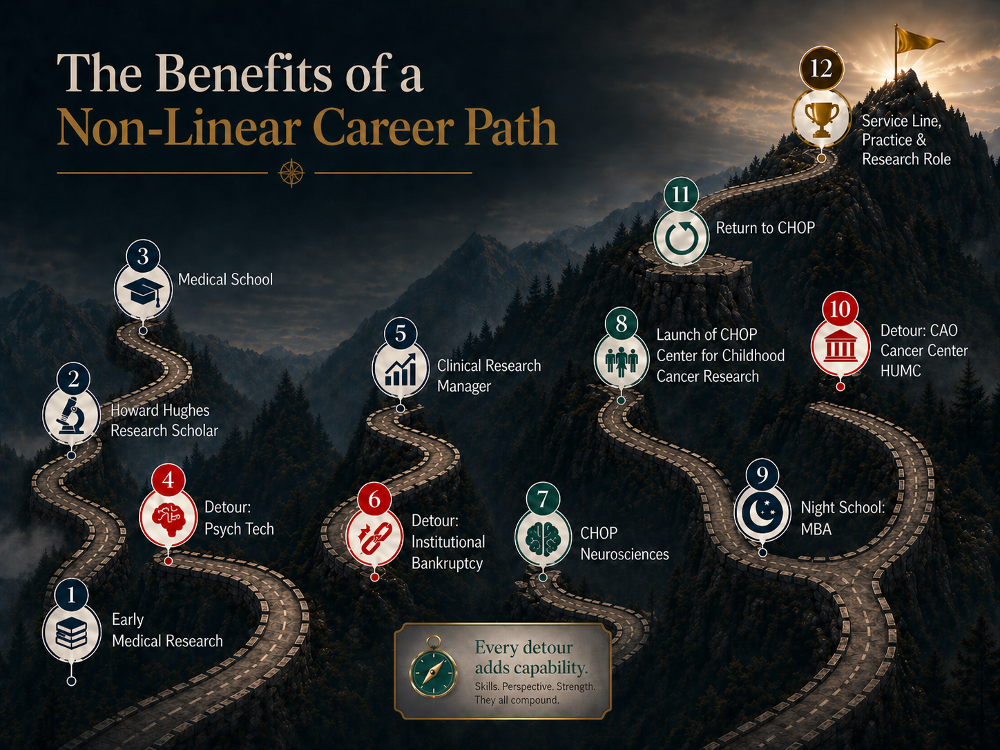 The Benefits of a
Non-Linear Career Path
1
Early
Medical Research
2
Howard Hughes
Research Scholar
3
Medical School
4
Detour:
Psych Tech
5
Clinical Research
Manager
6
Detour:
Institutional
Bankruptcy
7
CHOP
Neurosciences
8
Launch of CHOP
Center for Childhood
Cancer Research
9
Night School:
MBA
10
Detour: CAO
Cancer Center
HUMC
11
Return to CHOP
12
Service Line,
Practice &
Research Role
Every detour
adds capability.
Skills. Perspective. Strength.
They all compound.